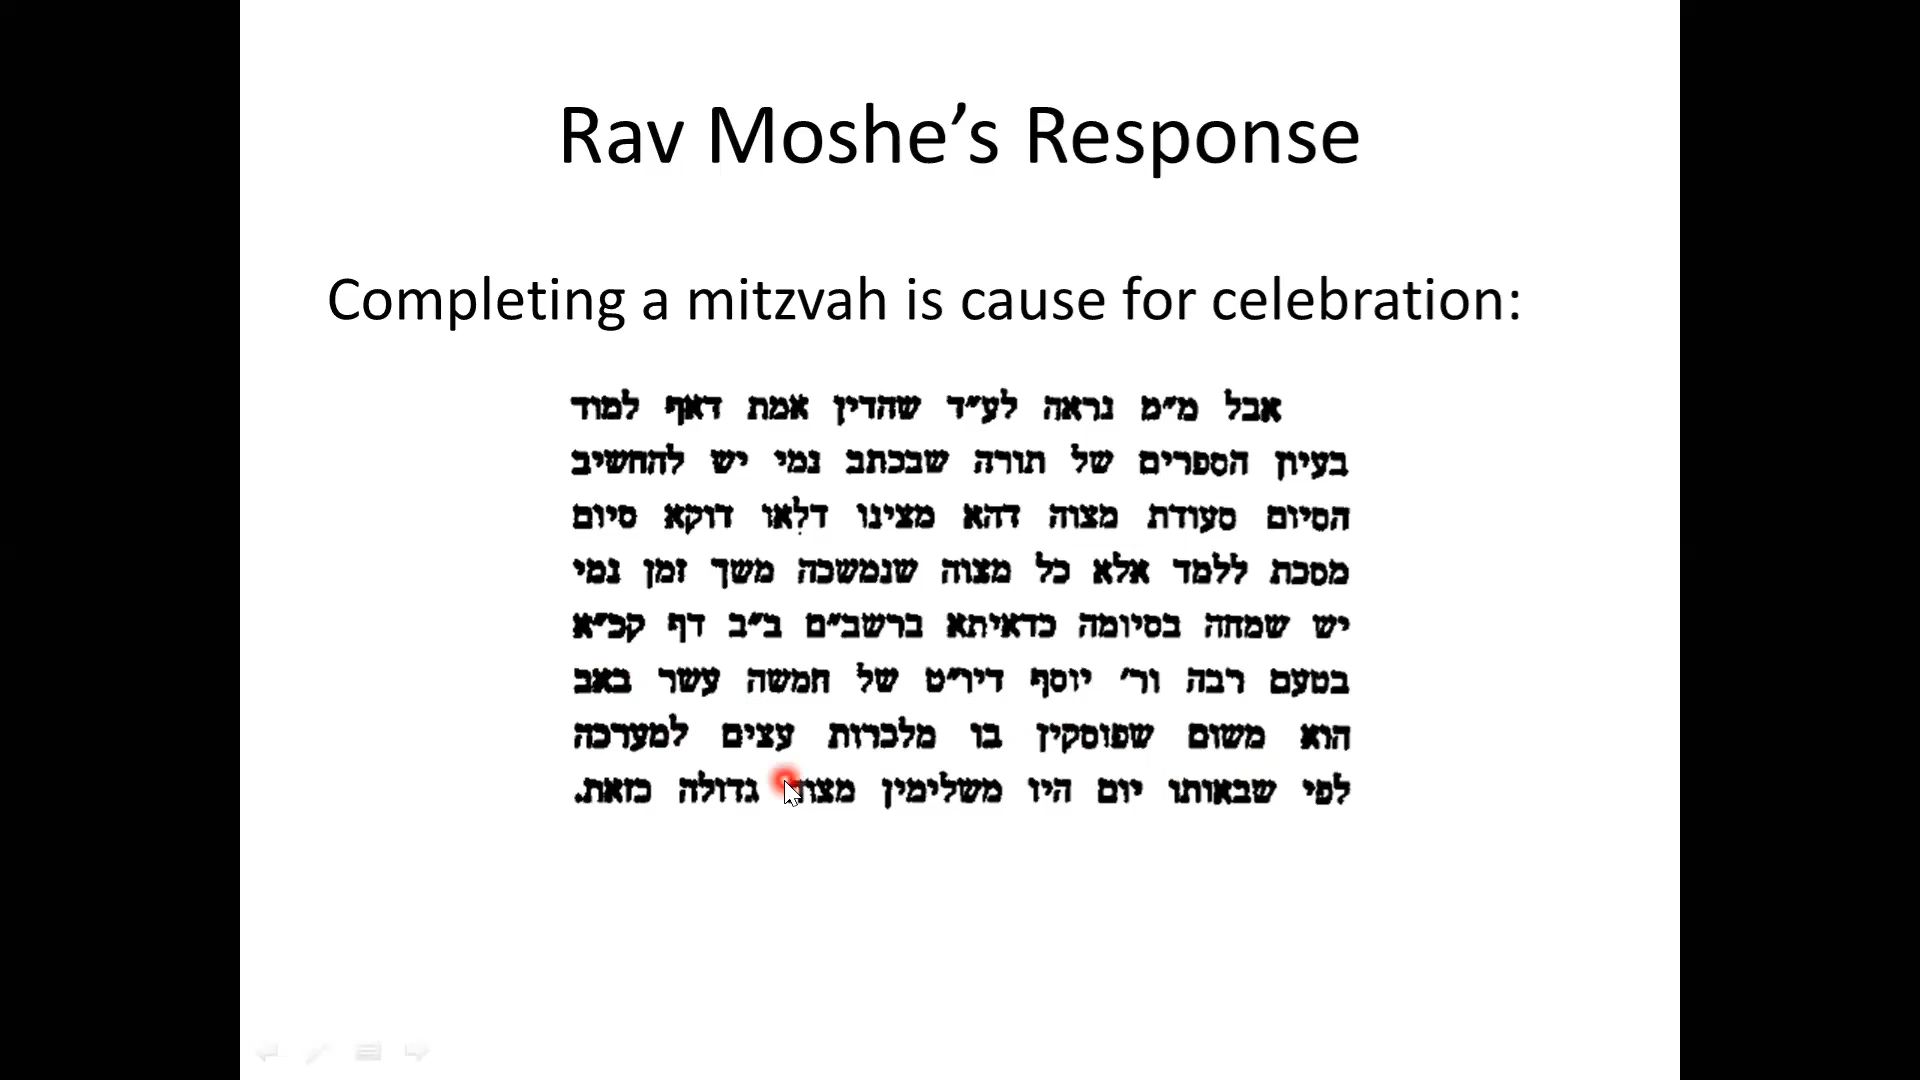 Rav Moshe’s Response
Completing a mitzvah is cause for celebration:
אבל מ״מ נראה לע״ד שהדין אמת דאף למוד
בעיון הספרים של תורה שבכתב נמי יש להחשיב
הסיום סעודת מצוה דהא מצינו דלאו דוקא סיום
מסכת ללמד אלא כל מצוה שנמשכה משך זמן נמי
יש שמחה בסיומה כדאיתא ברשב״ם ב״ב דף קכ״א
בטעם רבה ור׳ יוסף דיו״ט של חמשה עשר באב
הוא משום שפוסקין בו מלכרות עצים למערכה
לפי שבאותו יום היו משלימין מצוה גדולה כזאת.